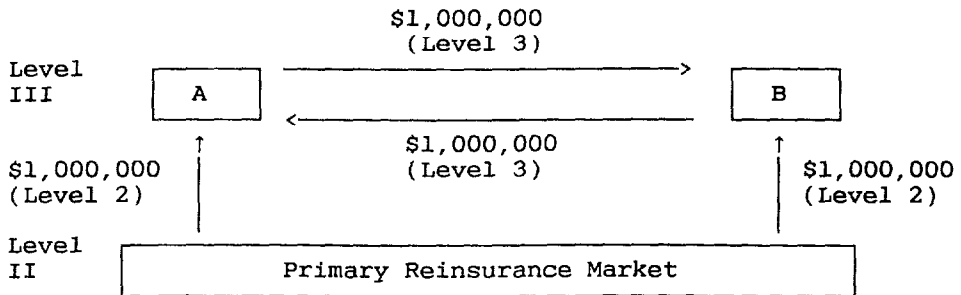 $1,000,000
(Level 3)
Level
III
A
B
$1,000,000
(Level 3)
$1,000,000
(Level 2)
$1,000,000
(Level 2)
Level
II
Primary Reinsurance Market